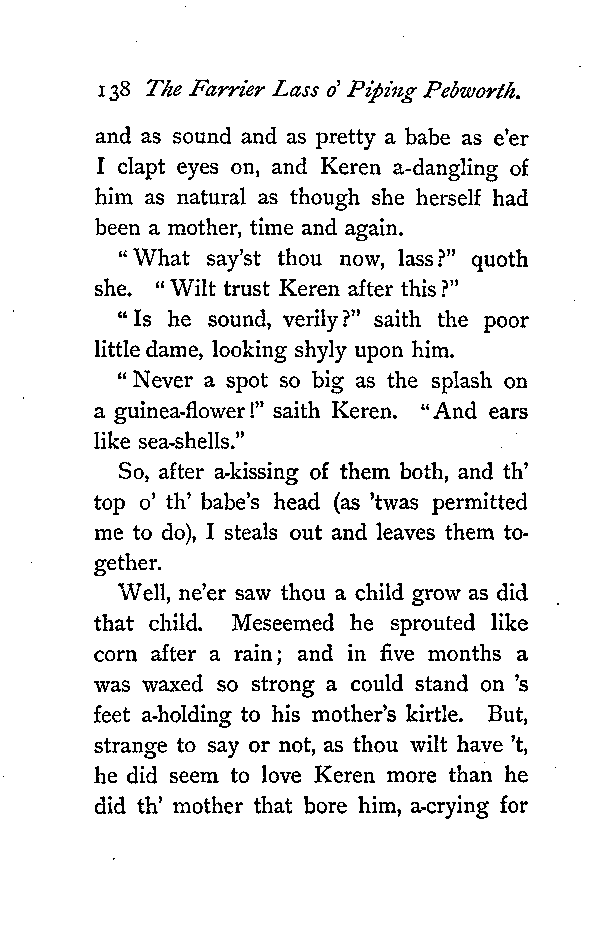 138 The Farrier Lass o' Piping Pebworth.
and as sound and as pretty a babe as e'er
I clapt eyes on, and Keren a-dangling of
him as natural as though she herself had
been a mother, time and again.
"What say'st thou now, lass?" quoth
she. "Wilt trust Keren after this?"
"Is he sound, verily?" saith the poor
little dame, looking shyly upon him.
"Never a spot so big as the splash on
a guinea-flower!" saith Keren. "And ears
like sea-shells."
So, after a-kissing of them both, and th'
top o' th' babe's head (as 'twas permitted
me to do), I steals out and leaves them to-
gether.
Well, ne'er saw thou a child grow as did
that child. Meseemed he sprouted like
corn after a rain; and in five months a
was waxed so strong a could stand on 's
feet a-holding to his mother's kirtle. But,
strange to say or not, as thou wilt have 't,
he did seem to love Keren more than he
did th' mother that bore him, a-crying for